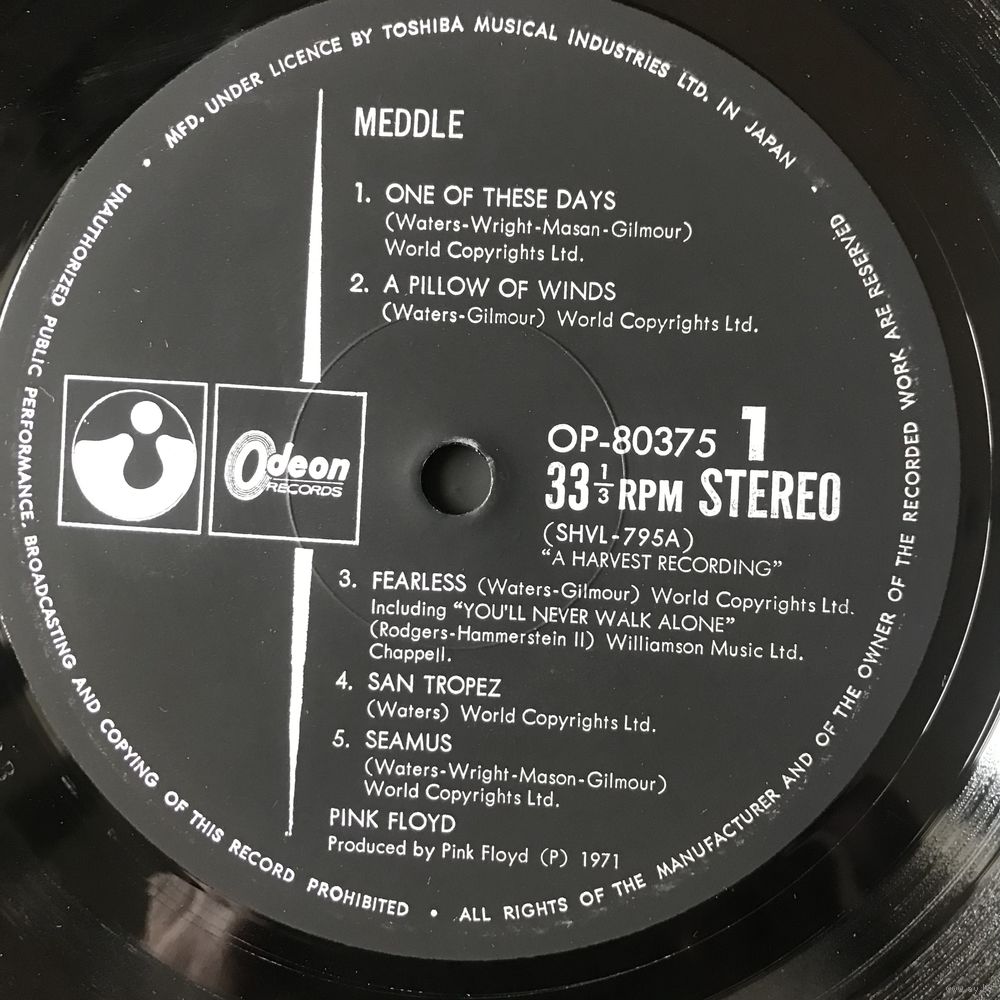 MFD. UNDER LICENCE BY TOSHIBA MUSICAL INDUSTRIES LTD. IN JAPAN
MEDDLE
1. ONE OF THESE DAYS
(Waters-Wright-Masan-Gilmour)
World Copyrights Ltd.
2. A PILLOW OF WINDS
(Waters-Gilmour) World Copyrights Ltd.
Odeon
RECORDS
OP-80375 1
33 1/3 RPM STEREO
(SHVL-795A)
“A HARVEST RECORDING”
3. FEARLESS (Waters-Gilmour) World Copyrights Ltd.
Including “YOU'LL NEVER WALK ALONE”
(Rodgers-Hammerstein II) Williamson Music Ltd.
Chappell.
4. SAN TROPEZ
(Waters) World Copyrights Ltd.
5. SEAMUS
(Waters-Wright-Mason-Gilmour)
World Copyrights Ltd.
PINK FLOYD
Produced by Pink Floyd (P) 1971
UNAUTHORIZED PUBLIC PERFORMANCE, BROADCASTING AND COPYING OF THIS RECORD PROHIBITED • ALL RIGHTS OF THE MANUFACTURER AND OF THE OWNER OF THE RECORDED WORK ARE RESERVED